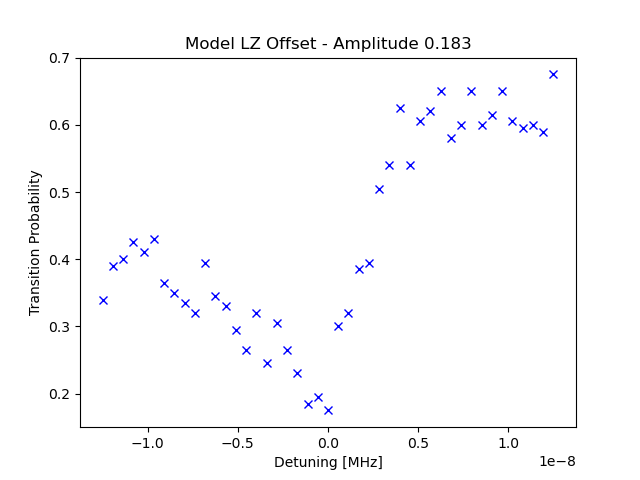 Model LZ Offset - Amplitude 0.183
0.7
0.6
0.5
0.4
0.3
0.2
Transition Probability
−1.0 −0.5 0.0 0.5 1.0
1e−8
Detuning [MHz]